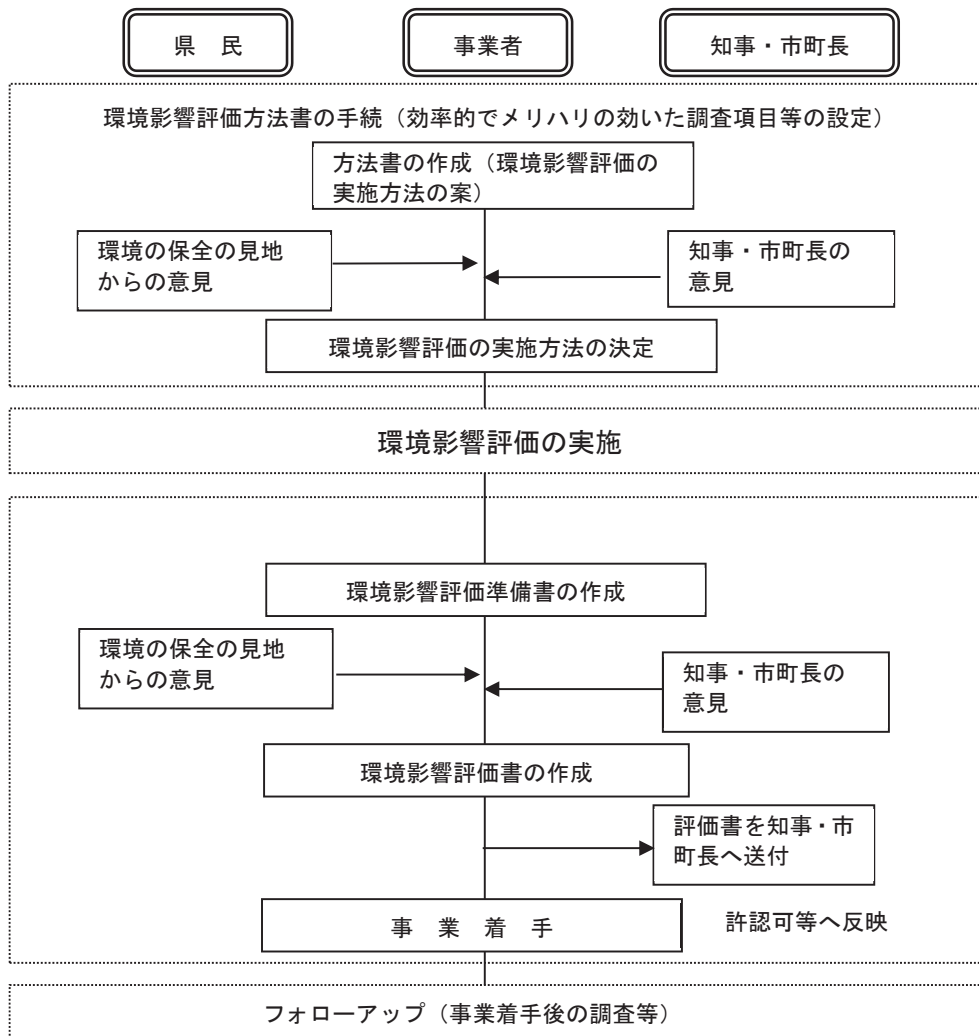 県　民
事業者
知事・市町長
環境影響評価方法書の手続（効率的でメリハリの効いた調査項目等の設定）
方法書の作成（環境影響評価の
実施方法の案）
環境の保全の見地
からの意見
知事・市町長の
意見
環境影響評価の実施方法の決定
環境影響評価の実施
環境影響評価準備書の作成
環境の保全の見地
からの意見
知事・市町長の
意見
環境影響評価書の作成
評価書を知事・市
町長へ送付
事　業　着　手
許認可等へ反映
フォローアップ（事業着手後の調査等）